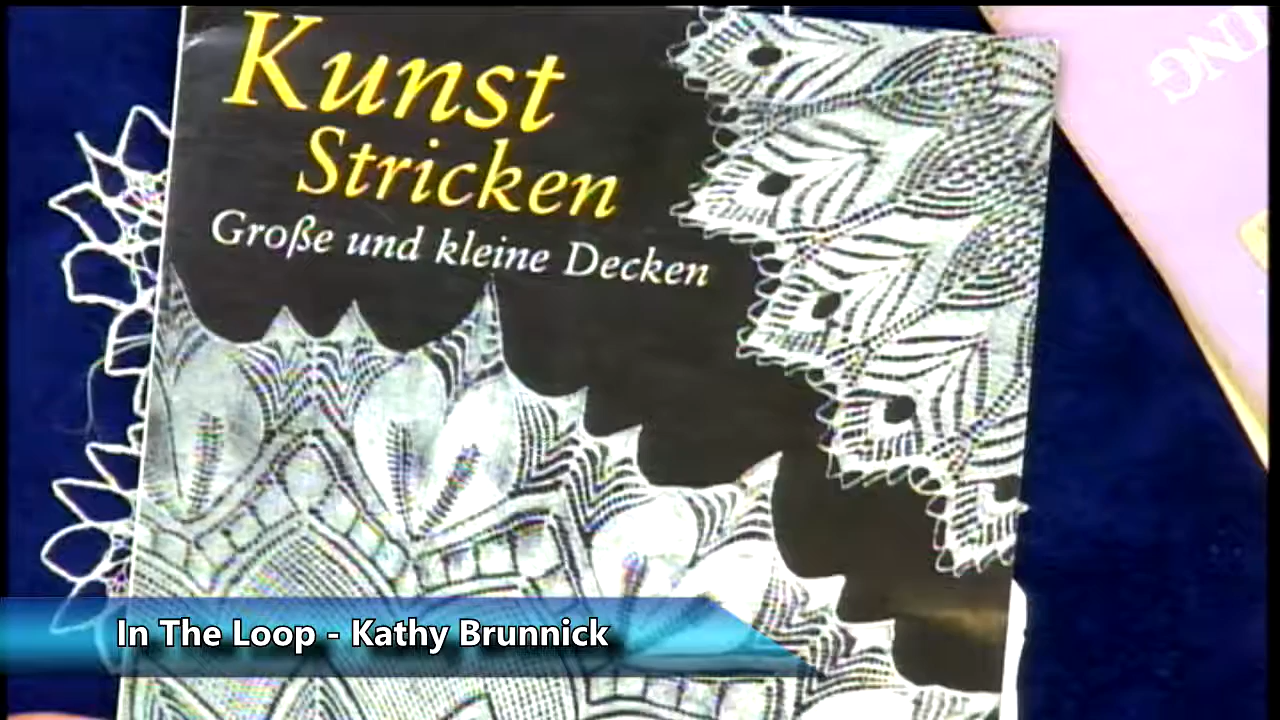 Kunst
Stricken
Große und kleine Decken
In The Loop - Kathy Brunnick